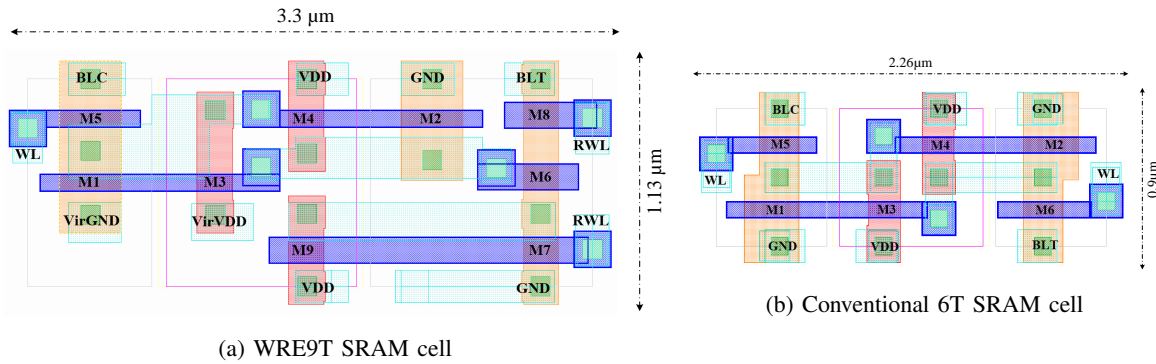 3.3 µm
BLC VDD GND BLT
M5 M4 M2 M8
WL RWL
M1 M3 M6
VirGND VirVDD RWL
M9 M7
VDD GND
1.13 µm
(a) WRE9T SRAM cell
2.26µm
BLC VDD GND
M5 M4 M2
WL WL
M1 M3 M6
GND VDD BLT
0.9µm
(b) Conventional 6T SRAM cell